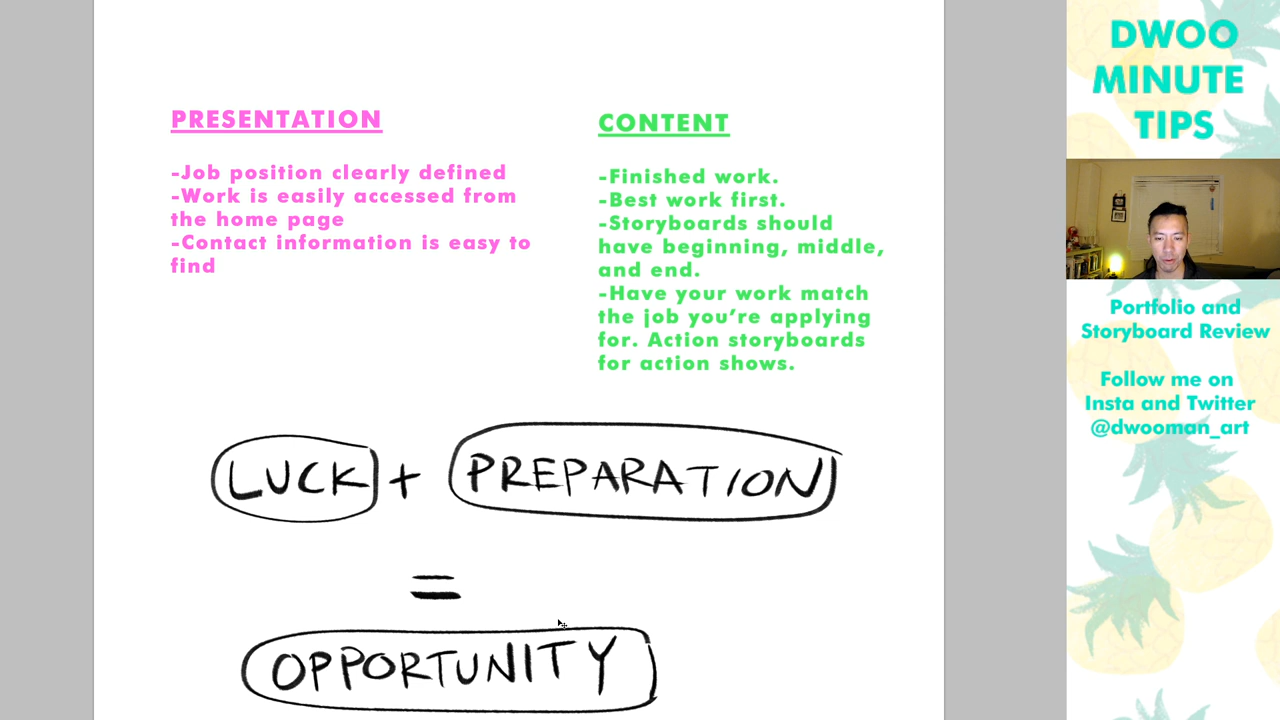 PRESENTATION
-Job position clearly defined
-Work is easily accessed from
the home page
-Contact information is easy to
find
CONTENT
-Finished work.
-Best work first.
-Storyboards should
have beginning, middle,
and end.
-Have your work match
the job you’re applying
for. Action storyboards
for action shows.
LUCK + PREPARATION
=
OPPORTUNITY
DWOO
MINUTE
TIPS
Portfolio and
Storyboard Review
Follow me on
Insta and Twitter
@dwooman_art